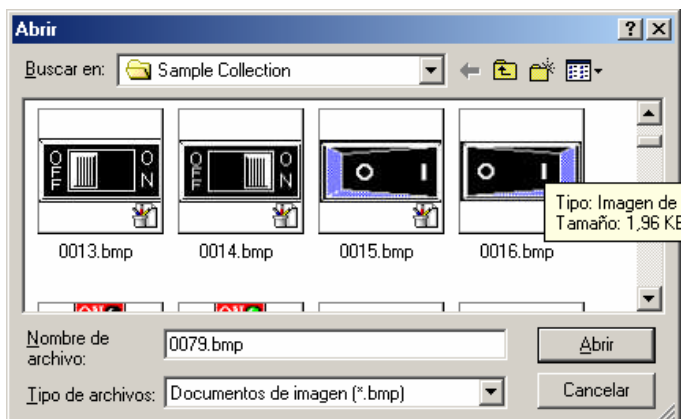 Abrir
Buscar en: Sample Collection
OFF ON OFF ON O I O I
Tipo: Imagen de
Tamaño: 1,96 KB
0013.bmp 0014.bmp 0015.bmp 0016.bmp
ON ON
Nombre de archivo: 0079.bmp Abrir
Tipo de archivos: Documentos de imagen (*.bmp) Cancelar